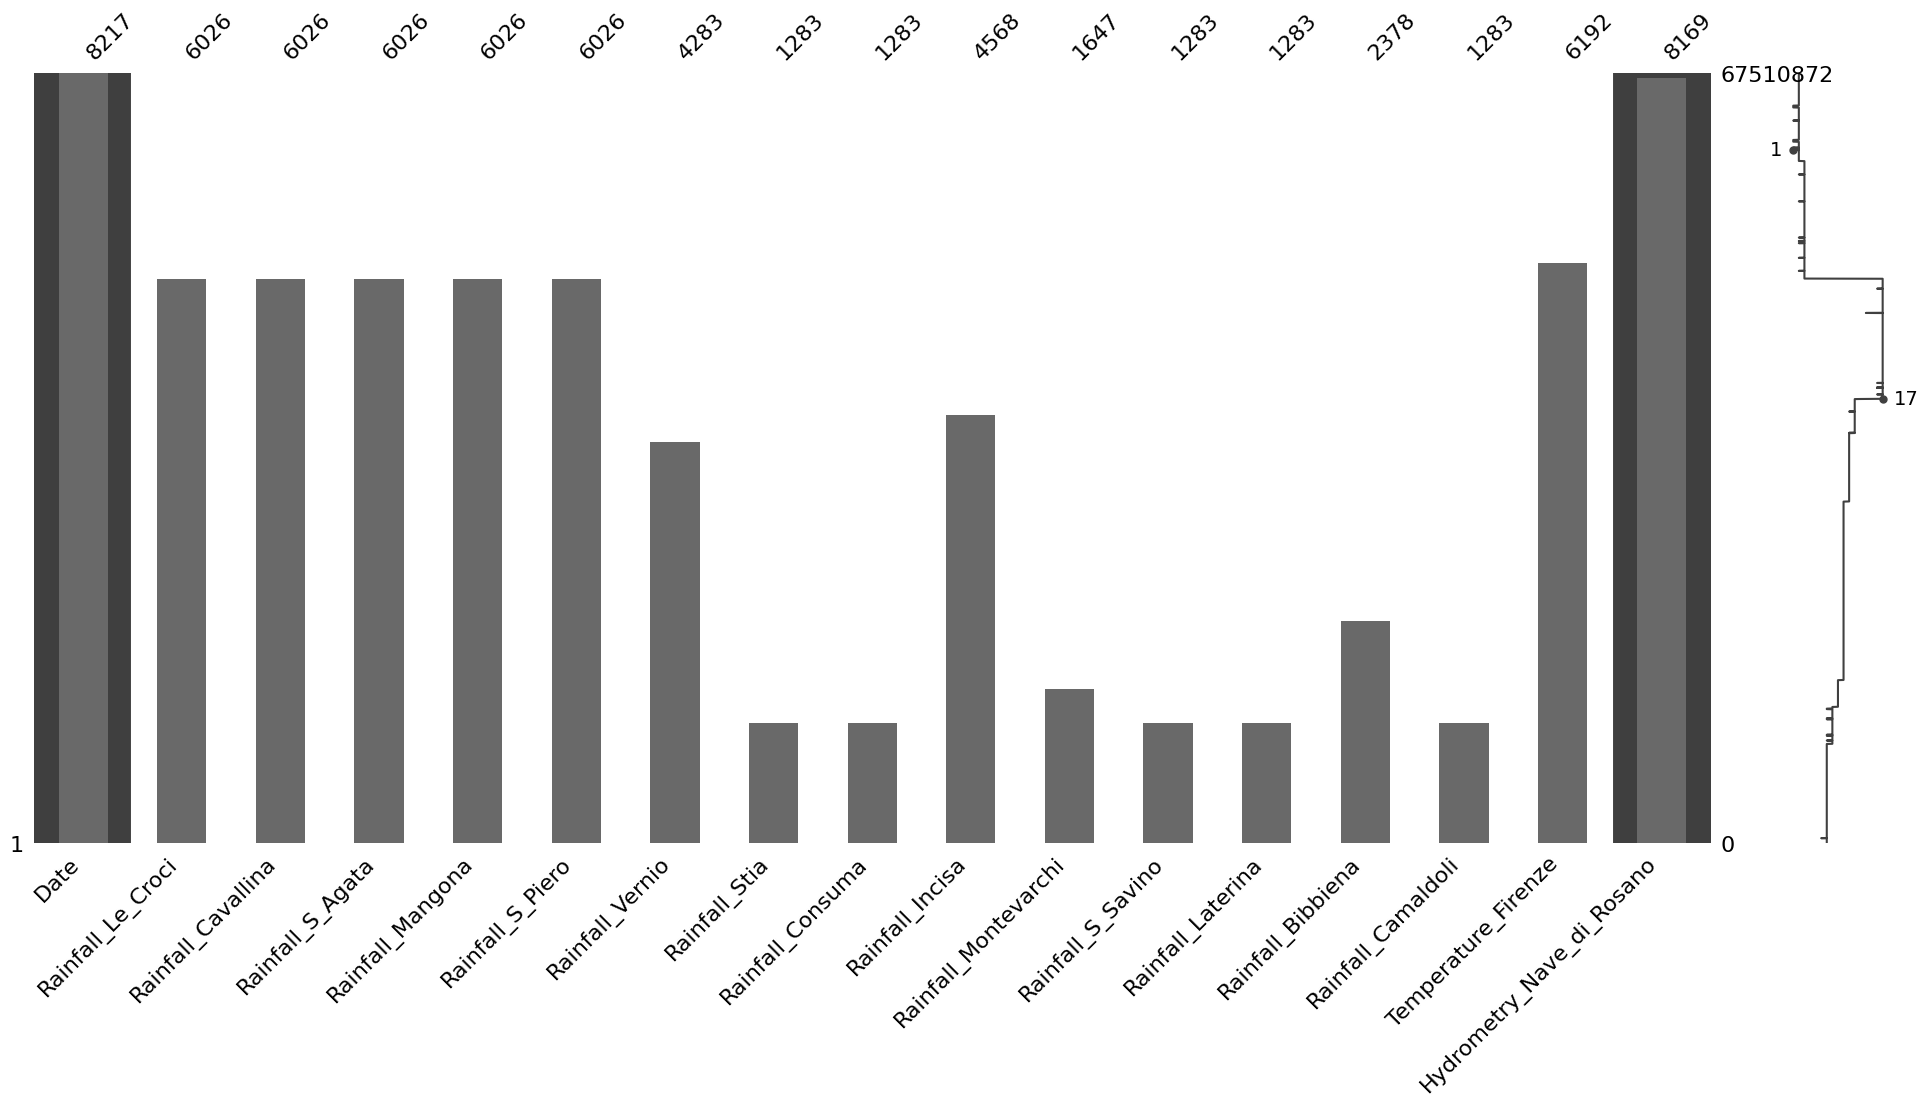 8217
6026
6026
6026
6026
6026
4283
1283
1283
4568
1647
1283
1283
2378
1283
6192
8169
67510872
1
17
1
0
Date
Rainfall_Le_Croci
Rainfall_Cavallina
Rainfall_S_Agata
Rainfall_Mangona
Rainfall_S_Piero
Rainfall_Vernio
Rainfall_Stia
Rainfall_Consuma
Rainfall_Incisa
Rainfall_Montevarchi
Rainfall_S_Savino
Rainfall_Laterina
Rainfall_Bibbiena
Rainfall_Camaldoli
Temperature_Firenze
Hydrometry_Nave_di_Rosano